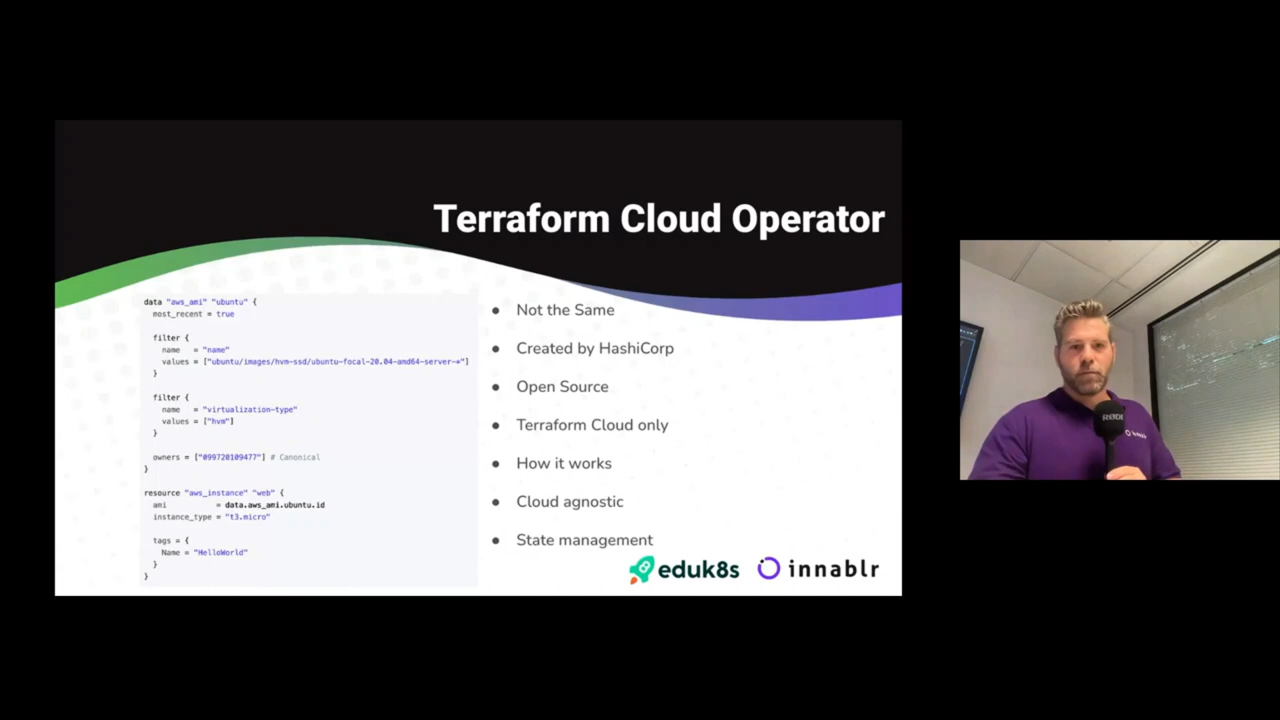 Terraform Cloud Operator
data "aws_ami" "ubuntu" {
most_recent = true
filter {
name = "name"
values = ["ubuntu/images/hvm-ssd/ubuntu-focal-20.04-amd64-server-*"]
}
filter {
name = "virtualization-type"
values = ["hvm"]
}
owners = ["099720109477"] # Canonical
}
resource "aws_instance" "web" {
ami = data.aws_ami.ubuntu.id
instance_type = "t3.micro"
tags = {
Name = "HelloWorld"
}
}
● Not the Same
● Created by HashiCorp
● Open Source
● Terraform Cloud only
● How it works
● Cloud agnostic
● State management
eduk8s
innablr
RØDE